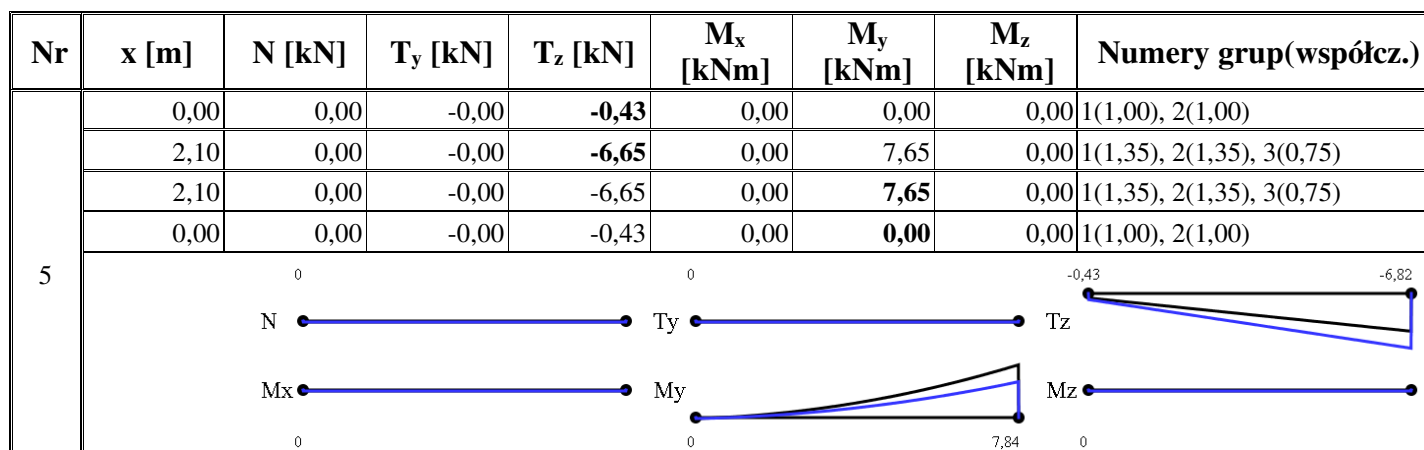 Nr x [m] N [kN] Ty [kN] Tz [kN] Mx [kNm] My [kNm] Mz [kNm] Numery grup(współcz.)
0,00 0,00 -0,00 -0,43 0,00 0,00 0,00 1(1,00), 2(1,00)
2,10 0,00 -0,00 -6,65 0,00 7,65 0,00 1(1,35), 2(1,35), 3(0,75)
2,10 0,00 -0,00 -6,65 0,00 7,65 0,00 1(1,35), 2(1,35), 3(0,75)
0,00 0,00 -0,00 -0,43 0,00 0,00 0,00 1(1,00), 2(1,00)
5
0 0 -0,43 -6,82
N Ty Tz
Mx My Mz
0 0 7,84 0